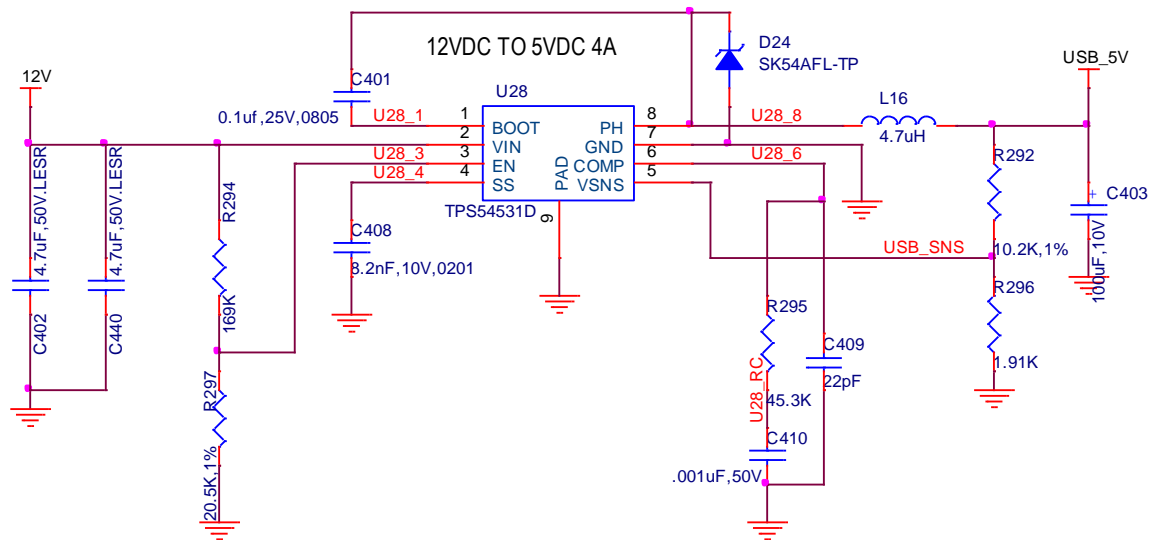 12VDC TO 5VDC 4A
D24
SK54AFL-TP
USB_5V
12V
C401
0.1uf,25V,0805
U28
L16
4.7uH
U28_1
1
BOOT
PH
8
U28_8
2
VIN
GND
7
U28_3
3
EN
COMP
6
U28_6
U28_4
4
SS
VSNS
5
PAD
9
TPS54531D
R292
10.2K,1%
+
C403
100uF,10V
4.7uF,50V.LESR
C402
4.7uF,50V.LESR
C440
R294
169K
C408
8.2nF,10V,0201
USB_SNS
R296
1.91K
R295
45.3K
U28_RC
C409
22pF
R297
20.5K,1%
C410
.001uF,50V